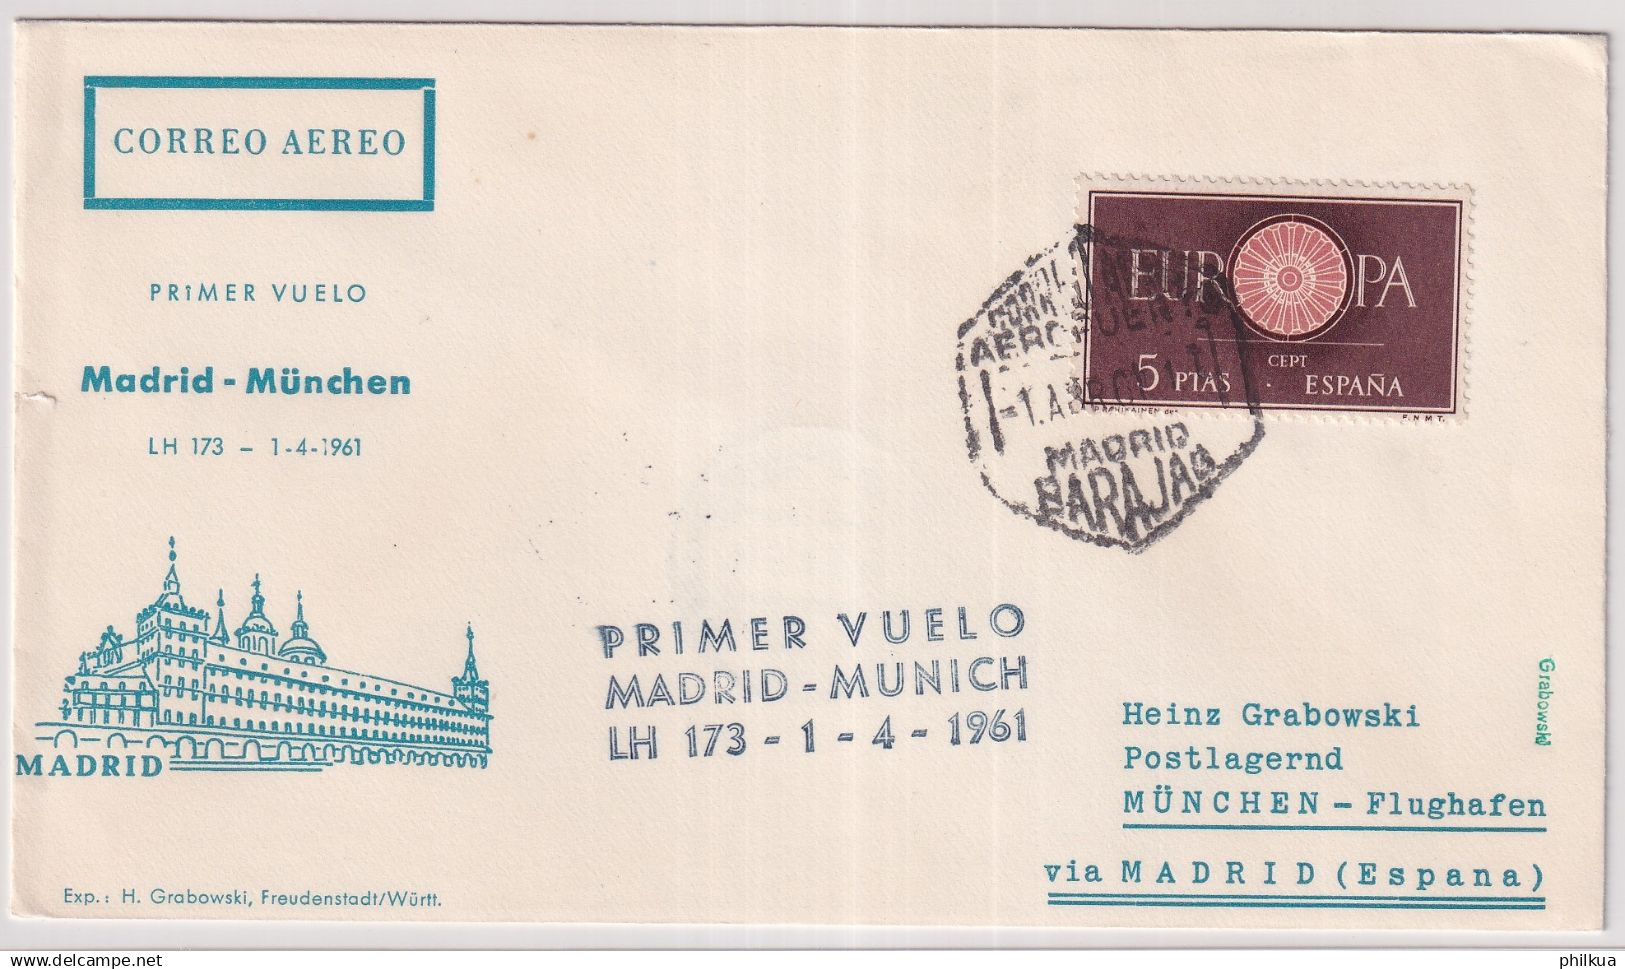 CORREO AEREO
PRiMER VUELO
Madrid - München
LH 173 - 1-4-1961
MADRID
Exp.: H. Grabowski, Freudenstadt/Württ.
EUROPA
CEPT
5 PTAS · ESPAÑA
F.N.M.T.
AEROPUERTO
MADRID
BARAJAS
PRIMER VUELO
MADRID - MUNICH
LH 173 - 1 - 4 - 1961
Grabowski
Heinz Grabowski
Postlagernd
MÜNCHEN - Flughafen
via MADRID (Espana)
delcampe.net
philkua